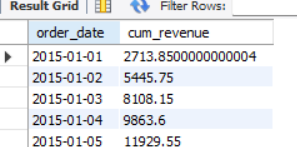 Result Grid Filter Rows:
order_date cum_revenue
2015-01-01 2713.8500000000004
2015-01-02 5445.75
2015-01-03 8108.15
2015-01-04 9863.6
2015-01-05 11929.55